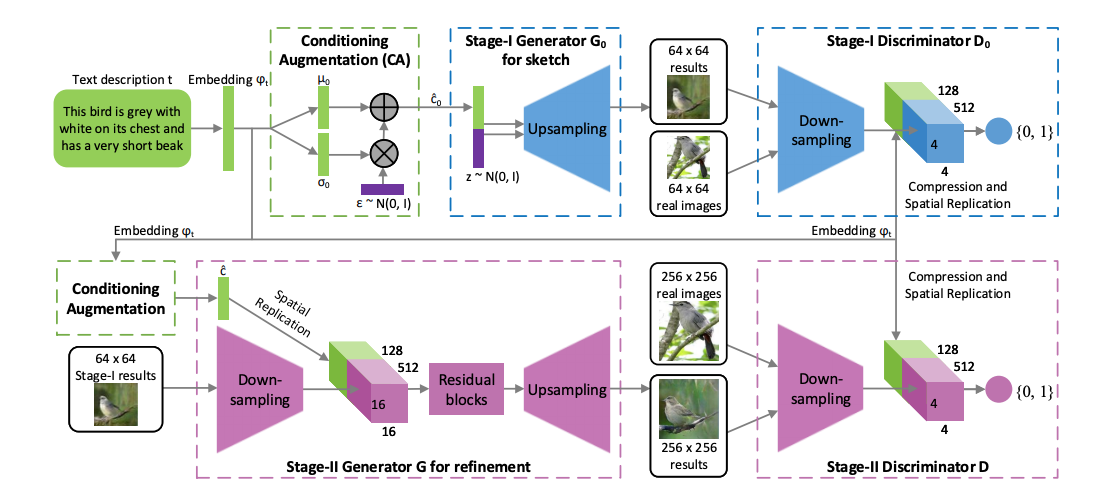 Text description t
This bird is grey with
white on its chest and
has a very short beak
Embedding φₜ
Conditioning
Augmentation (CA)
μ₀
σ₀
ε ~ N(0, I)
ĉ₀
Stage-I Generator G₀
for sketch
z ~ N(0, I)
Upsampling
64 x 64
results
64 x 64
real images
Stage-I Discriminator D₀
Down-
sampling
128
512
4
4
{0, 1}
Compression and
Spatial Replication
Embedding φₜ
Embedding φₜ
Conditioning
Augmentation
64 x 64
Stage-I results
ĉ
Spatial
Replication
Down-
sampling
128
512
16
16
Residual
blocks
Upsampling
Stage-II Generator G for refinement
256 x 256
real images
256 x 256
results
Compression and
Spatial Replication
Down-
sampling
128
512
4
4
{0, 1}
Stage-II Discriminator D